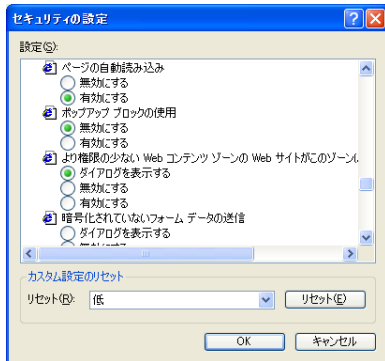 セキュリティの設定
設定(S):
ページの自動読み込み
無効にする
有効にする
ポップアップ ブロックの使用
無効にする
有効にする
より権限の少ない Web コンテンツ ゾーンの Web サイトがこのゾーンに
ダイアログを表示する
無効にする
有効にする
暗号化されていないフォーム データの送信
ダイアログを表示する
無効にする
カスタム設定のリセット
リセット(R): 低 リセット(E)
OK キャンセル